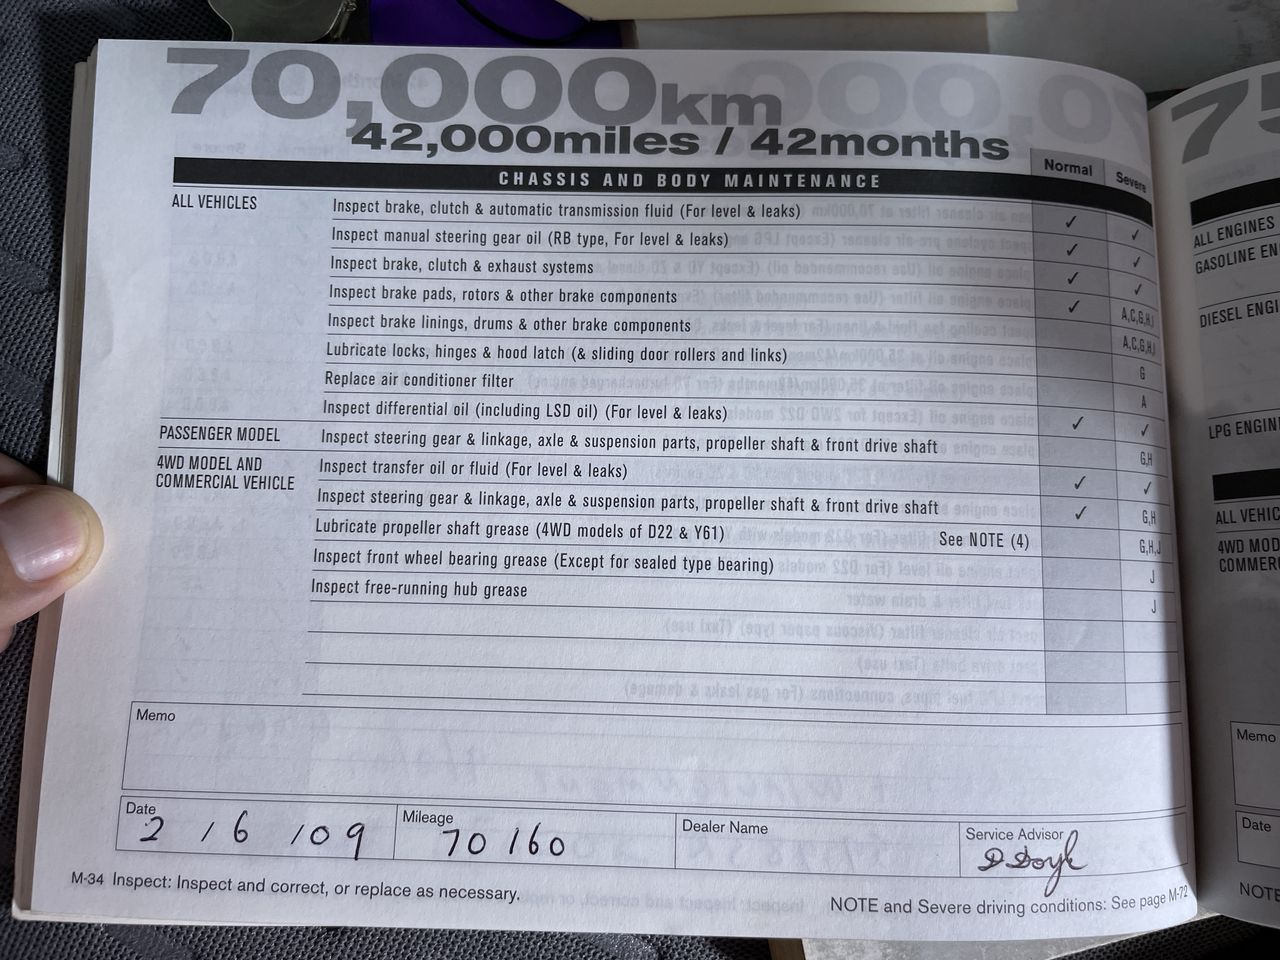 70,000km
42,000miles / 42months
Normal Severe
CHASSIS AND BODY MAINTENANCE
ALL VEHICLES Inspect brake, clutch & automatic transmission fluid (For level & leaks) ✓ ✓
Inspect manual steering gear oil (RB type, For level & leaks) ✓ ✓
Inspect brake, clutch & exhaust systems ✓ ✓
Inspect brake pads, rotors & other brake components ✓ A,C,G,H,I
Inspect brake linings, drums & other brake components A,C,G,H,I
Lubricate locks, hinges & hood latch (& sliding door rollers and links) G
Replace air conditioner filter A
Inspect differential oil (including LSD oil) (For level & leaks) ✓ ✓
PASSENGER MODEL Inspect steering gear & linkage, axle & suspension parts, propeller shaft & front drive shaft G,H
4WD MODEL AND Inspect transfer oil or fluid (For level & leaks) ✓ ✓
COMMERCIAL VEHICLE Inspect steering gear & linkage, axle & suspension parts, propeller shaft & front drive shaft ✓ G,H
Lubricate propeller shaft grease (4WD models of D22 & Y61) See NOTE (4) G,H,J
Inspect front wheel bearing grease (Except for sealed type bearing) J
Inspect free-running hub grease J
Memo
Date 2 / 6 / 09
Mileage 70 160
Dealer Name
Service Advisor D Doyle
M-34 Inspect: Inspect and correct, or replace as necessary.
NOTE and Severe driving conditions: See page M-72
75
ALL ENGINES
GASOLINE EN
DIESEL ENGI
LPG ENGIN
ALL VEHIC
4WD MOD
COMMERC
Memo
Date
NOTE